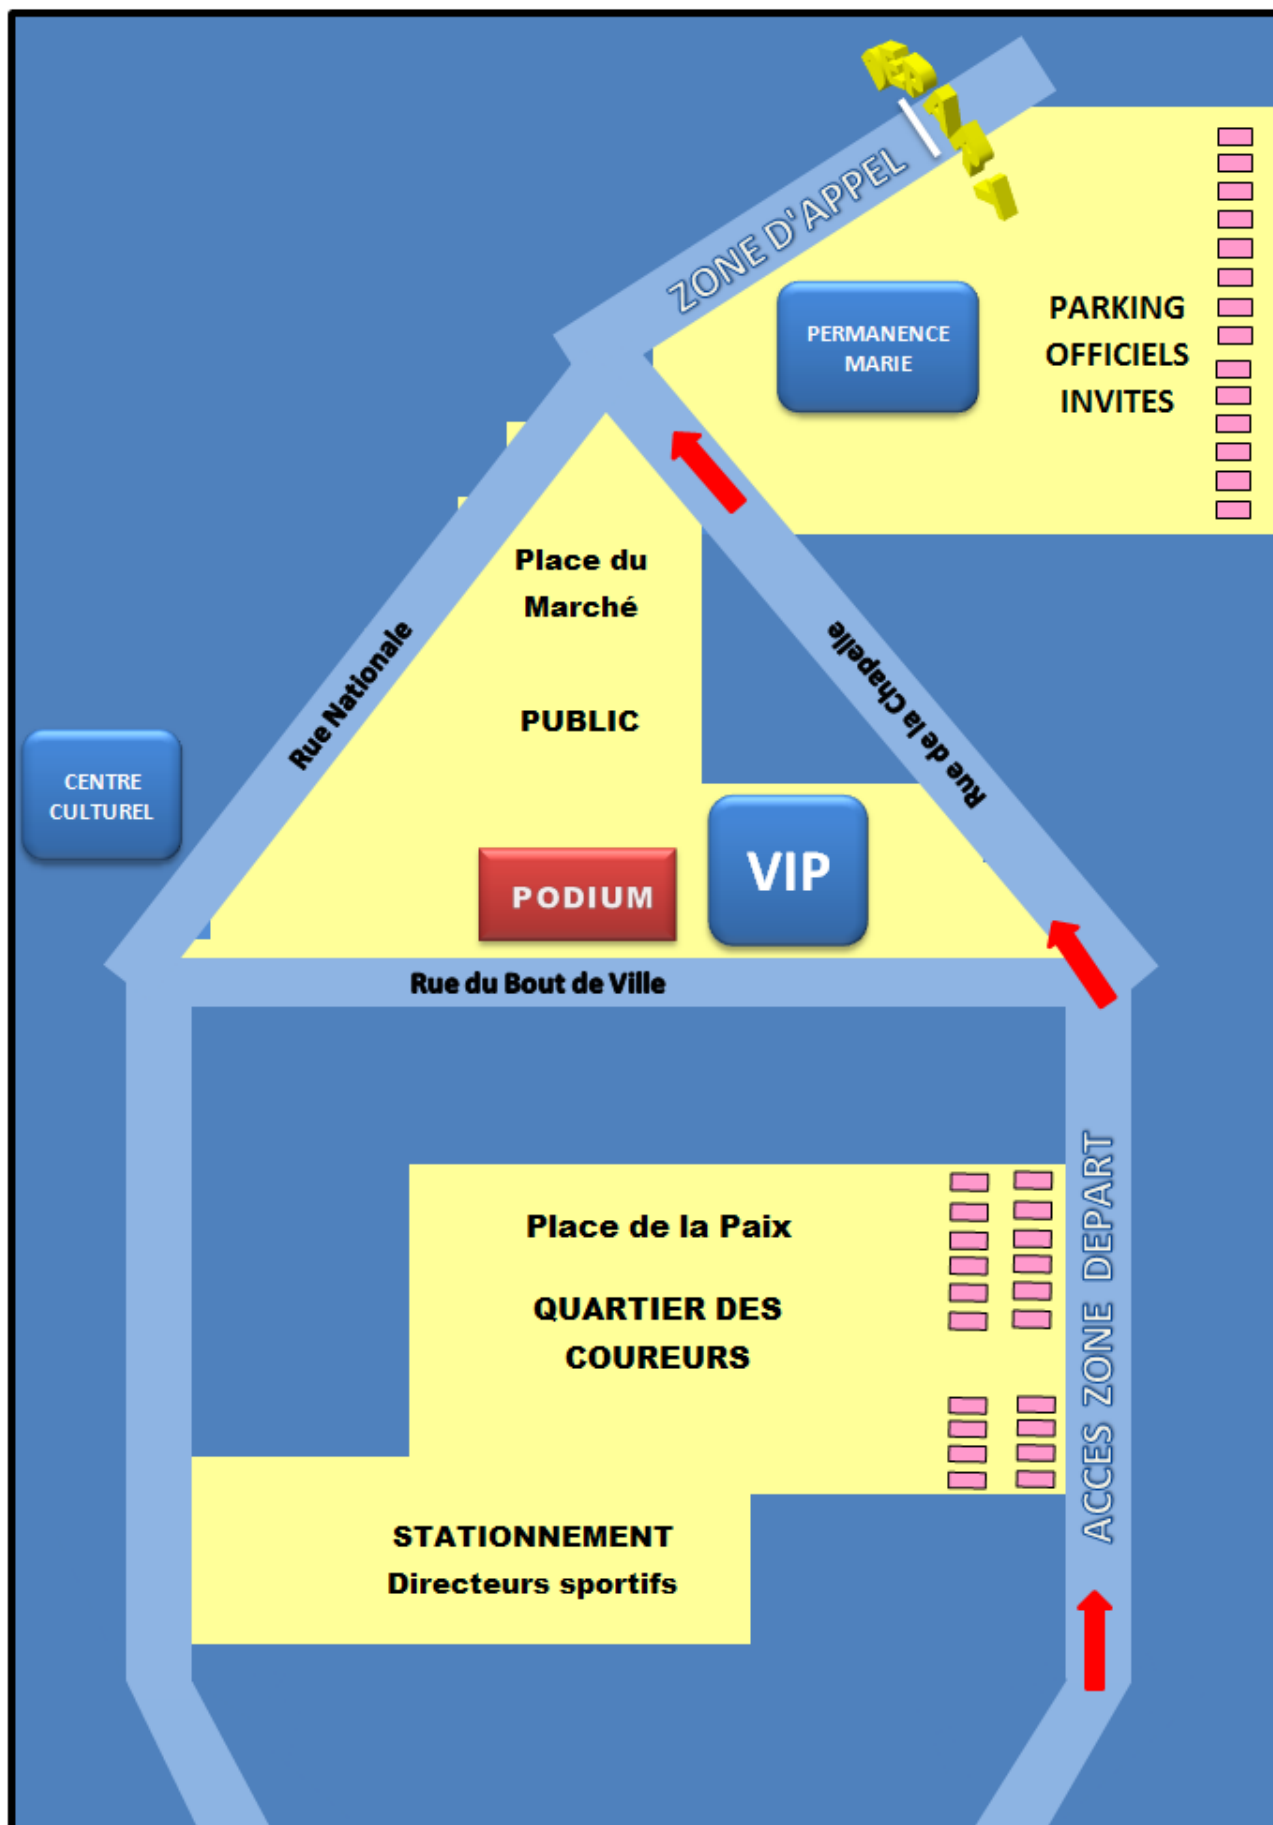 DEPART
ZONE D'APPEL
PERMANENCE
MARIE
PARKING
OFFICIELS
INVITES
Place du
Marché
Rue Nationale
Rue de la Chapelle
PUBLIC
CENTRE
CULTUREL
VIP
PODIUM
Rue du Bout de Ville
ACCES ZONE DEPART
Place de la Paix
QUARTIER DES
COUREURS
STATIONNEMENT
Directeurs sportifs